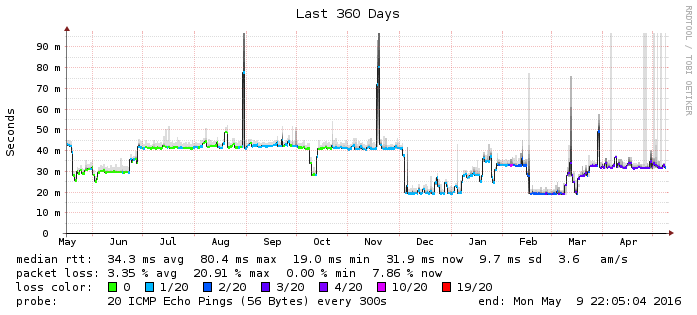 Last 360 Days
RRDTOOL / TOBI OETIKER
Seconds
90 m
80 m
70 m
60 m
50 m
40 m
30 m
20 m
10 m
0
May Jun Jul Aug Sep Oct Nov Dec Jan Feb Mar Apr
median rtt: 34.3 ms avg 80.4 ms max 19.0 ms min 31.9 ms now 9.7 ms sd 3.6 am/s
packet loss: 3.35 % avg 20.91 % max 0.00 % min 7.86 % now
loss color: 0 1/20 2/20 3/20 4/20 10/20 19/20
probe: 20 ICMP Echo Pings (56 Bytes) every 300s end: Mon May 9 22:05:04 2016